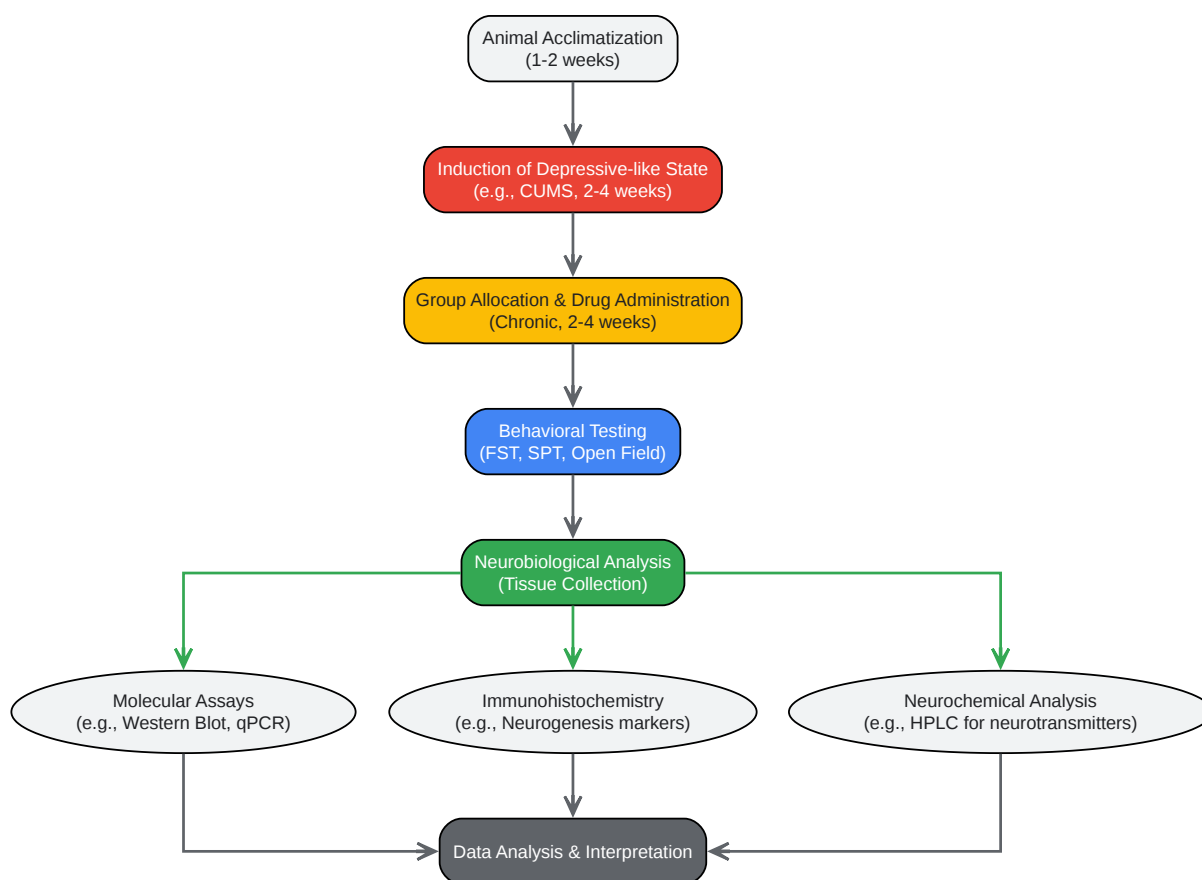 Animal Acclimatization
(1-2 weeks)
Induction of Depressive-like State
(e.g., CUMS, 2-4 weeks)
Group Allocation & Drug Administration
(Chronic, 2-4 weeks)
Behavioral Testing
(FST, SPT, Open Field)
Neurobiological Analysis
(Tissue Collection)
Molecular Assays
(e.g., Western Blot, qPCR)
Immunohistochemistry
(e.g., Neurogenesis markers)
Neurochemical Analysis
(e.g., HPLC for neurotransmitters)
Data Analysis & Interpretation